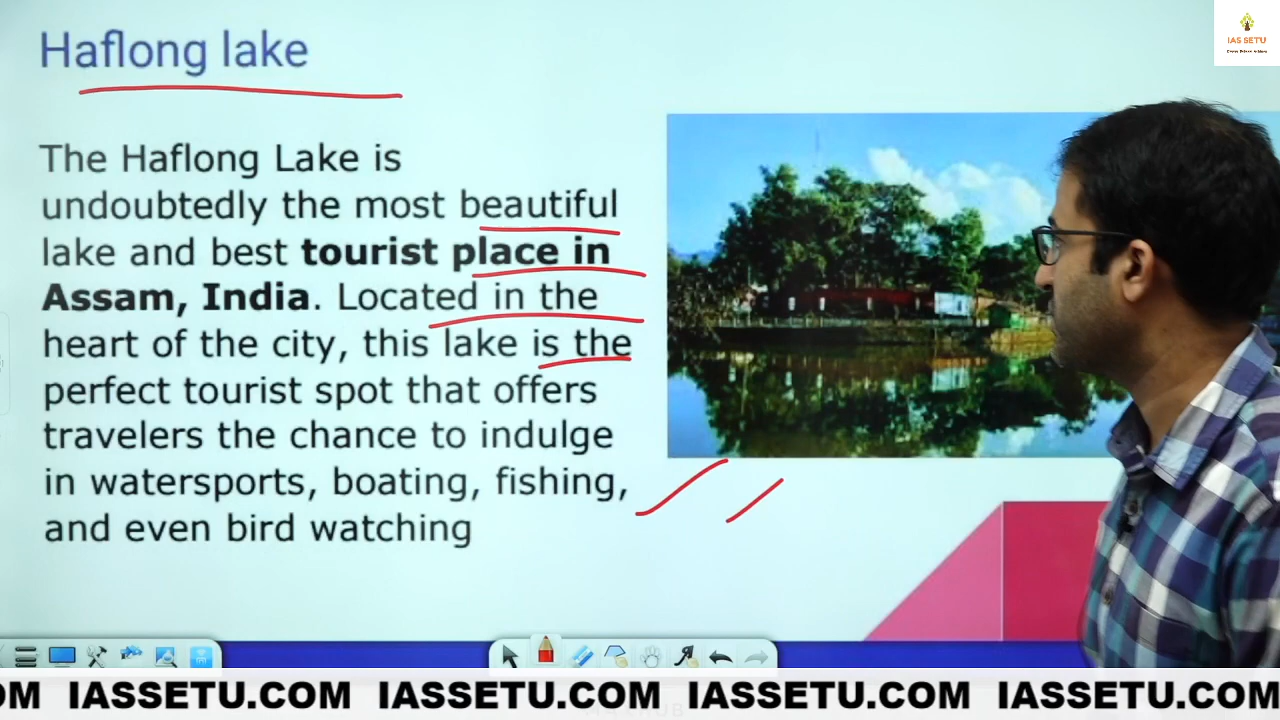 Haflong lake
IAS SETU
The Haflong Lake is
undoubtedly the most beautiful
lake and best tourist place in
Assam, India. Located in the
heart of the city, this lake is the
perfect tourist spot that offers
travelers the chance to indulge
in watersports, boating, fishing,
and even bird watching
OM IASSETU.COM IASSETU.COM IASSETU.COM IASSETU.COM